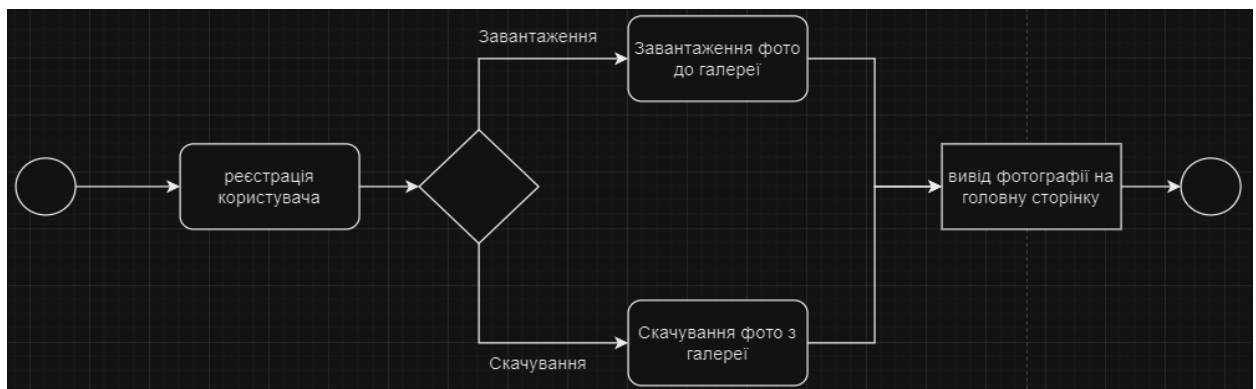 Завантаження
Завантаження фото
до галереї
реєстрація
користувача
вивід фотографії на
головну сторінку
Скачування
Скачування фото з
галереї